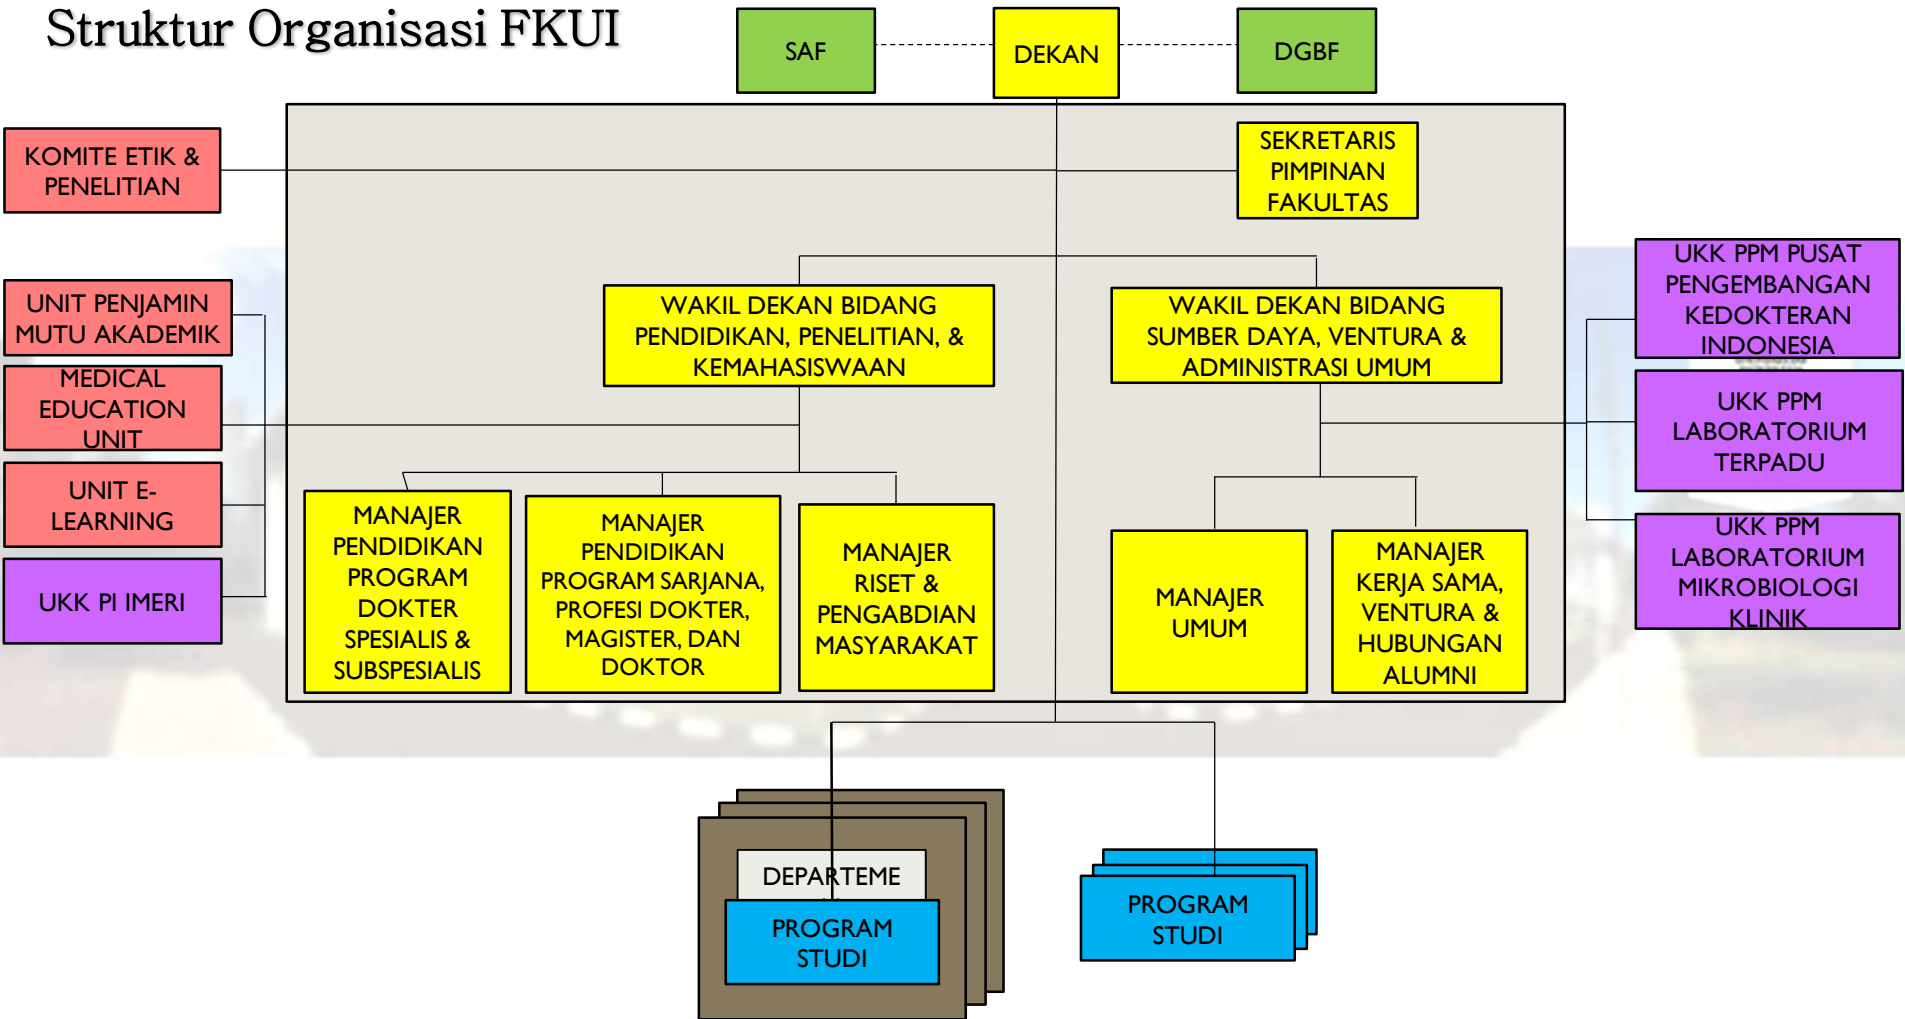 Struktur Organisasi FKUI
SAF
DEKAN
DGBF
KOMITE ETIK &
PENELITIAN
SEKRETARIS
PIMPINAN
FAKULTAS
UNIT PENJAMIN
MUTU AKADEMIK
MEDICAL
EDUCATION
UNIT
UNIT E-
LEARNING
UKK PI IMERI
WAKIL DEKAN BIDANG
PENDIDIKAN, PENELITIAN, &
KEMAHASISWAAN
WAKIL DEKAN BIDANG
SUMBER DAYA, VENTURA &
ADMINISTRASI UMUM
UKK PPM PUSAT
PENGEMBANGAN
KEDOKTERAN
INDONESIA
UKK PPM
LABORATORIUM
TERPADU
UKK PPM
LABORATORIUM
MIKROBIOLOGI
KLINIK
MANAJER
PENDIDIKAN
PROGRAM
DOKTER
SPESIALIS &
SUBSPESIALIS
MANAJER
PENDIDIKAN
PROGRAM SARJANA,
PROFESI DOKTER,
MAGISTER, DAN
DOKTOR
MANAJER
RISET &
PENGABDIAN
MASYARAKAT
MANAJER
UMUM
MANAJER
KERJA SAMA,
VENTURA &
HUBUNGAN
ALUMNI
DEPARTEME
PROGRAM
STUDI
PROGRAM
STUDI